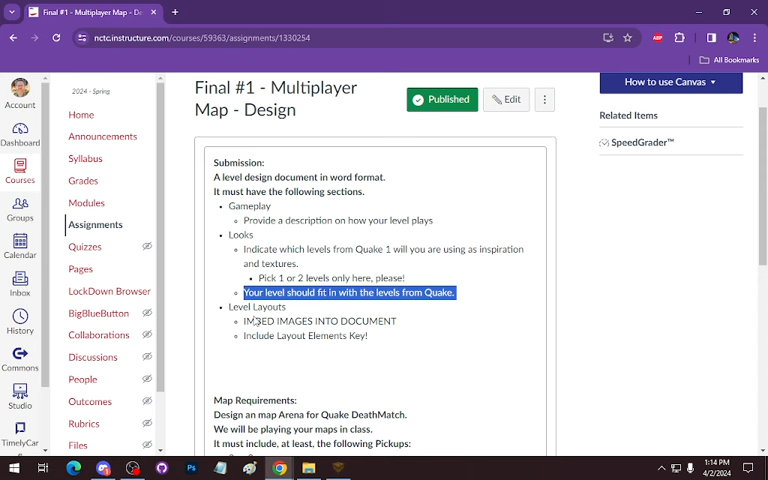 Final #1 - Multiplayer Map - De
nctc.instructure.com/courses/59363/assignments/1330254
ABP
All Bookmarks
Account
Dashboard
Courses
Groups
Calendar
Inbox
History
Commons
Studio
TimelyCar
2024 - Spring
Home
Announcements
Syllabus
Grades
Modules
Assignments
Quizzes
Pages
LockDown Browser
BigBlueButton
Collaborations
Discussions
People
Outcomes
Rubrics
Files
Final #1 - Multiplayer
Map - Design
Published
Edit
Submission:
A level design document in word format.
It must have the following sections.
Gameplay
Provide a description on how your level plays
Looks
Indicate which levels from Quake 1 will you are using as inspiration
and textures.
Pick 1 or 2 levels only here, please!
Your level should fit in with the levels from Quake.
Level Layouts
IMBED IMAGES INTO DOCUMENT
Include Layout Elements Key!
Map Requirements:
Design an map Arena for Quake DeathMatch.
We will be playing your maps in class.
It must include, at least, the following Pickups:
How to use Canvas
Related Items
SpeedGrader™
Ps
1:14 PM
4/2/2024